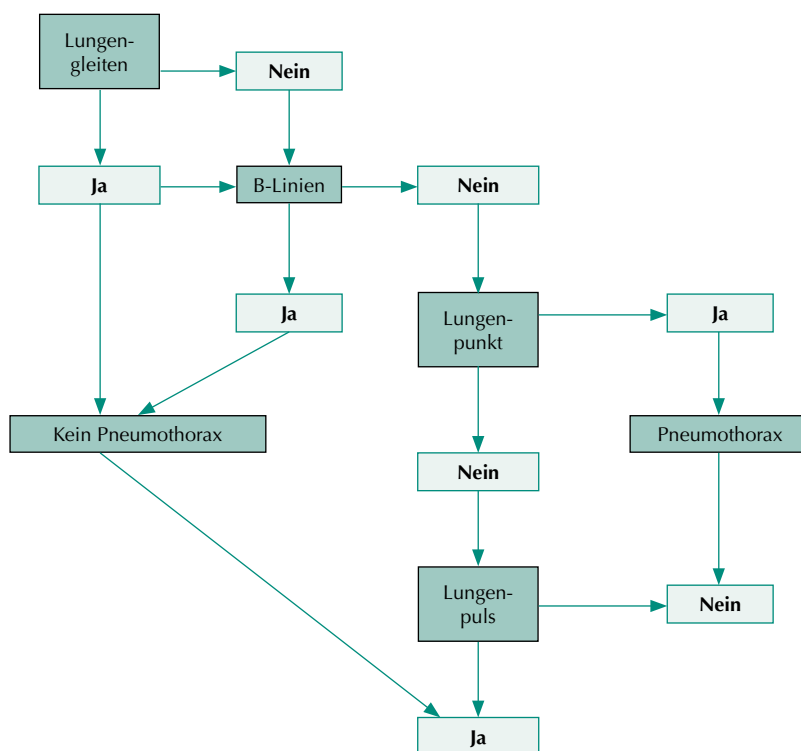 Lungen-
gleiten
Nein
Ja
B-Linien
Nein
Ja
Lungen-
punkt
Ja
Kein Pneumothorax
Pneumothorax
Nein
Lungen-
puls
Nein
Ja